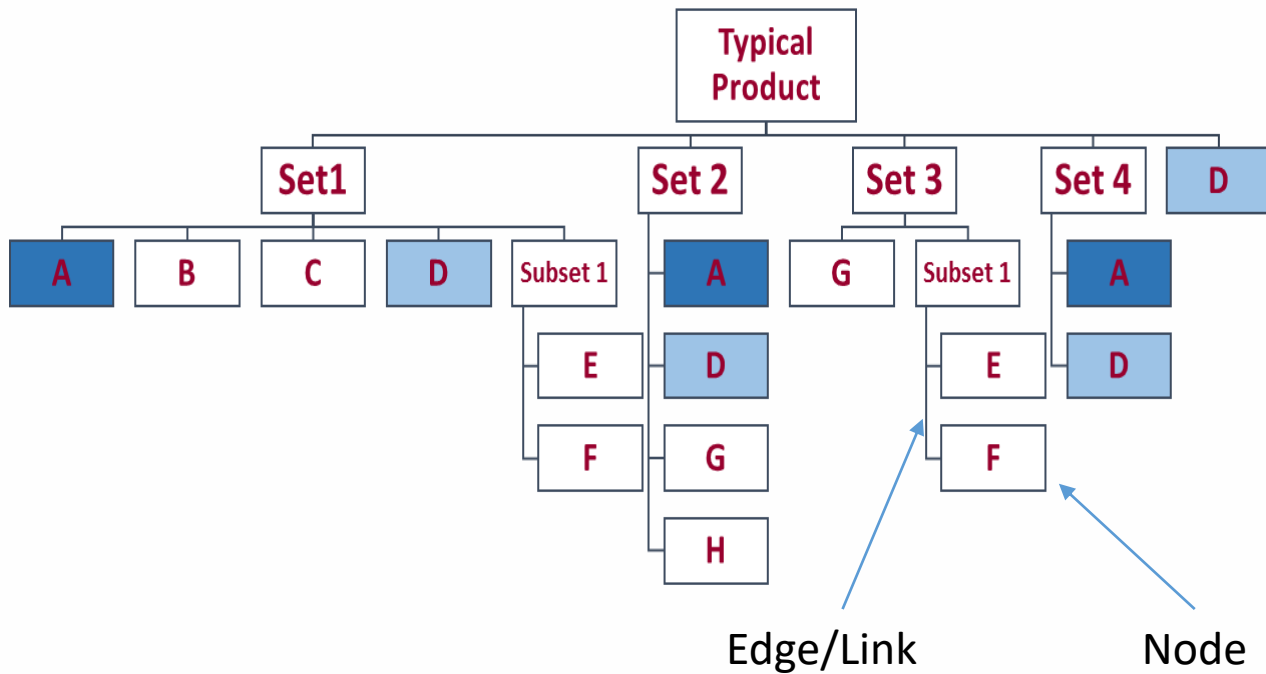 Typical
Product
Set1
Set 2
Set 3
Set 4
D
A
B
C
D
Subset 1
A
G
Subset 1
A
E
D
E
D
F
G
F
H
Edge/Link
Node